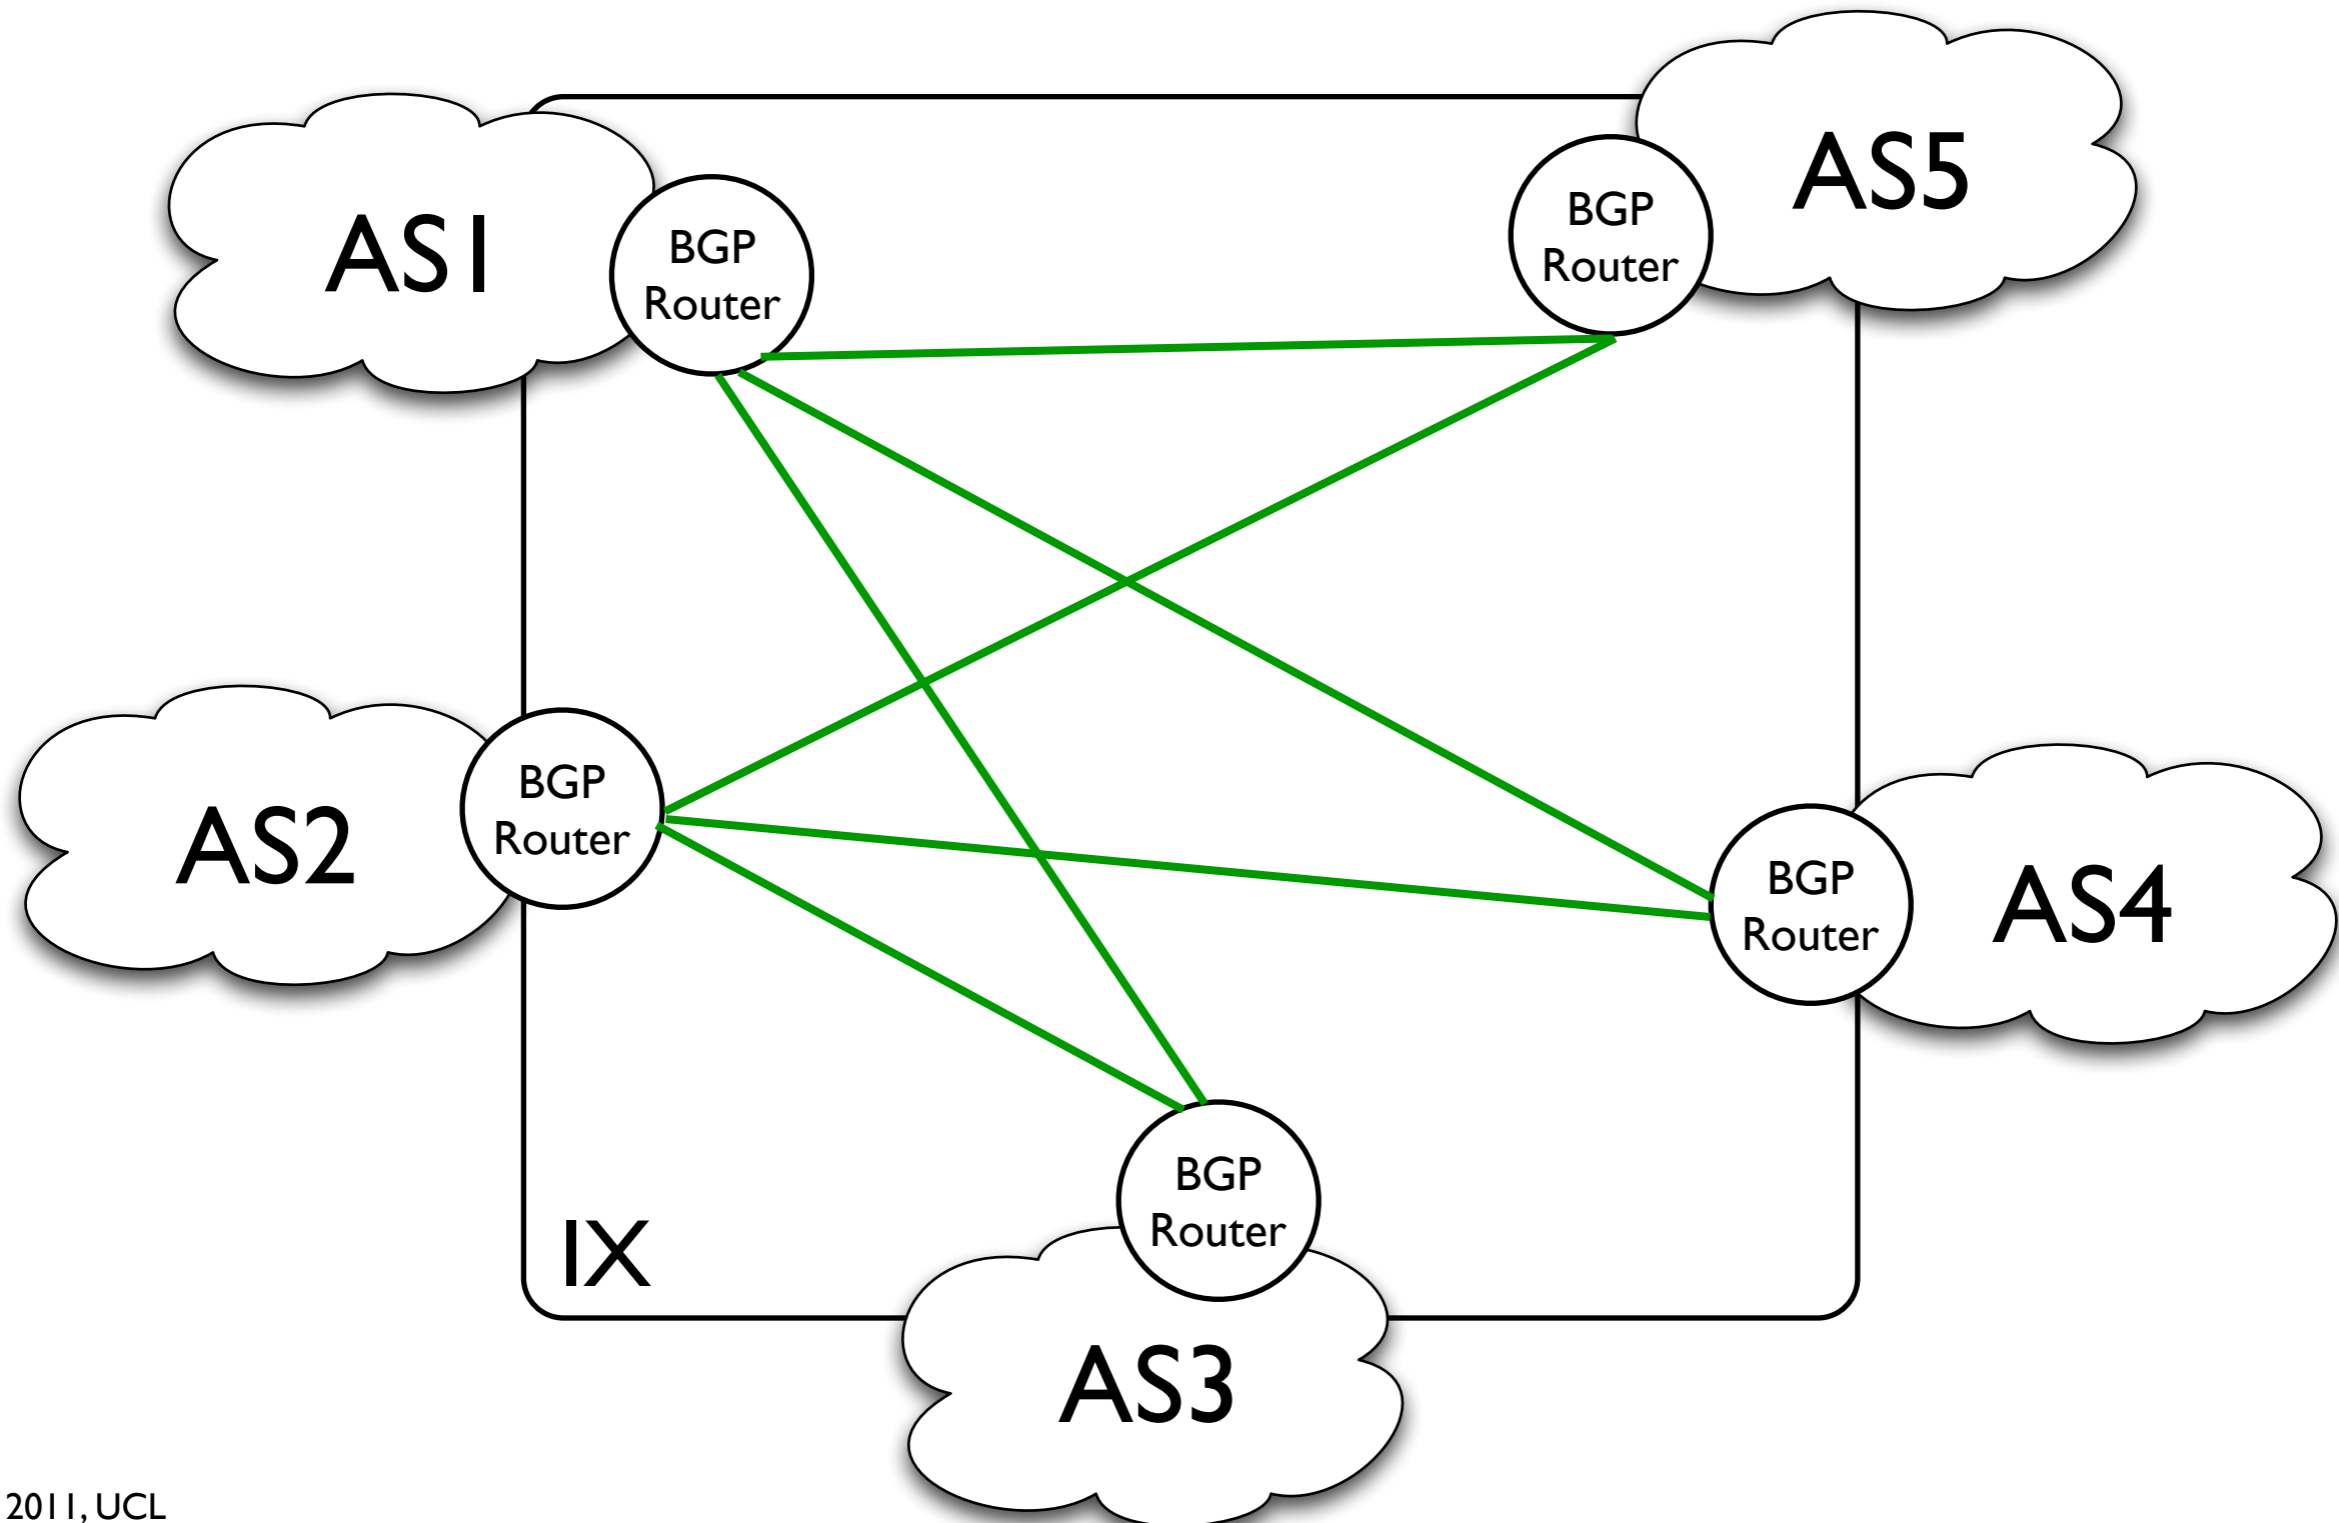 AS1
BGP
Router
BGP
Router
AS5
AS2
BGP
Router
BGP
Router
AS4
BGP
Router
IX
AS3
2011, UCL